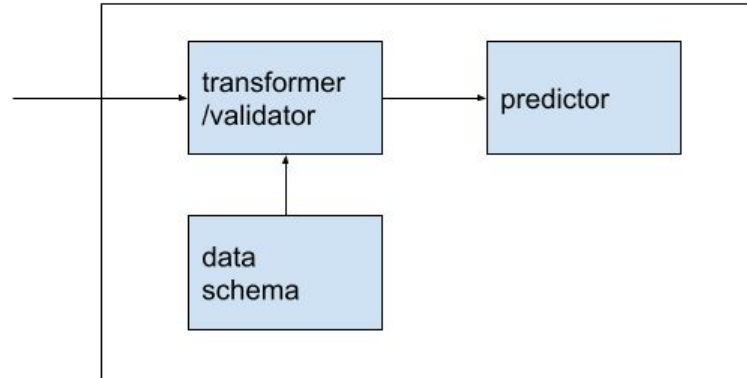 transformer
/validator
predictor
data
schema